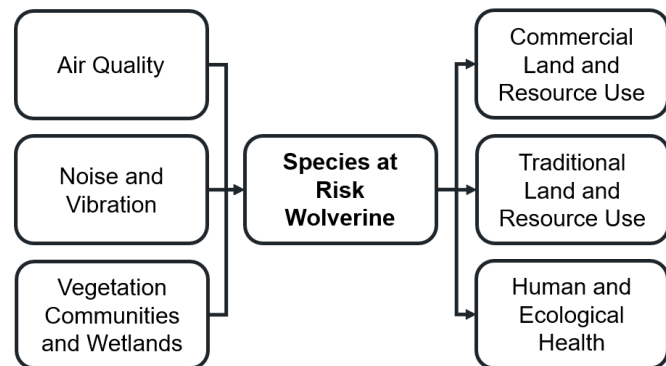 Air Quality
Noise and
Vibration
Vegetation
Communities
and Wetlands
Species at
Risk
Wolverine
Commercial
Land and
Resource Use
Traditional
Land and
Resource Use
Human and
Ecological
Health